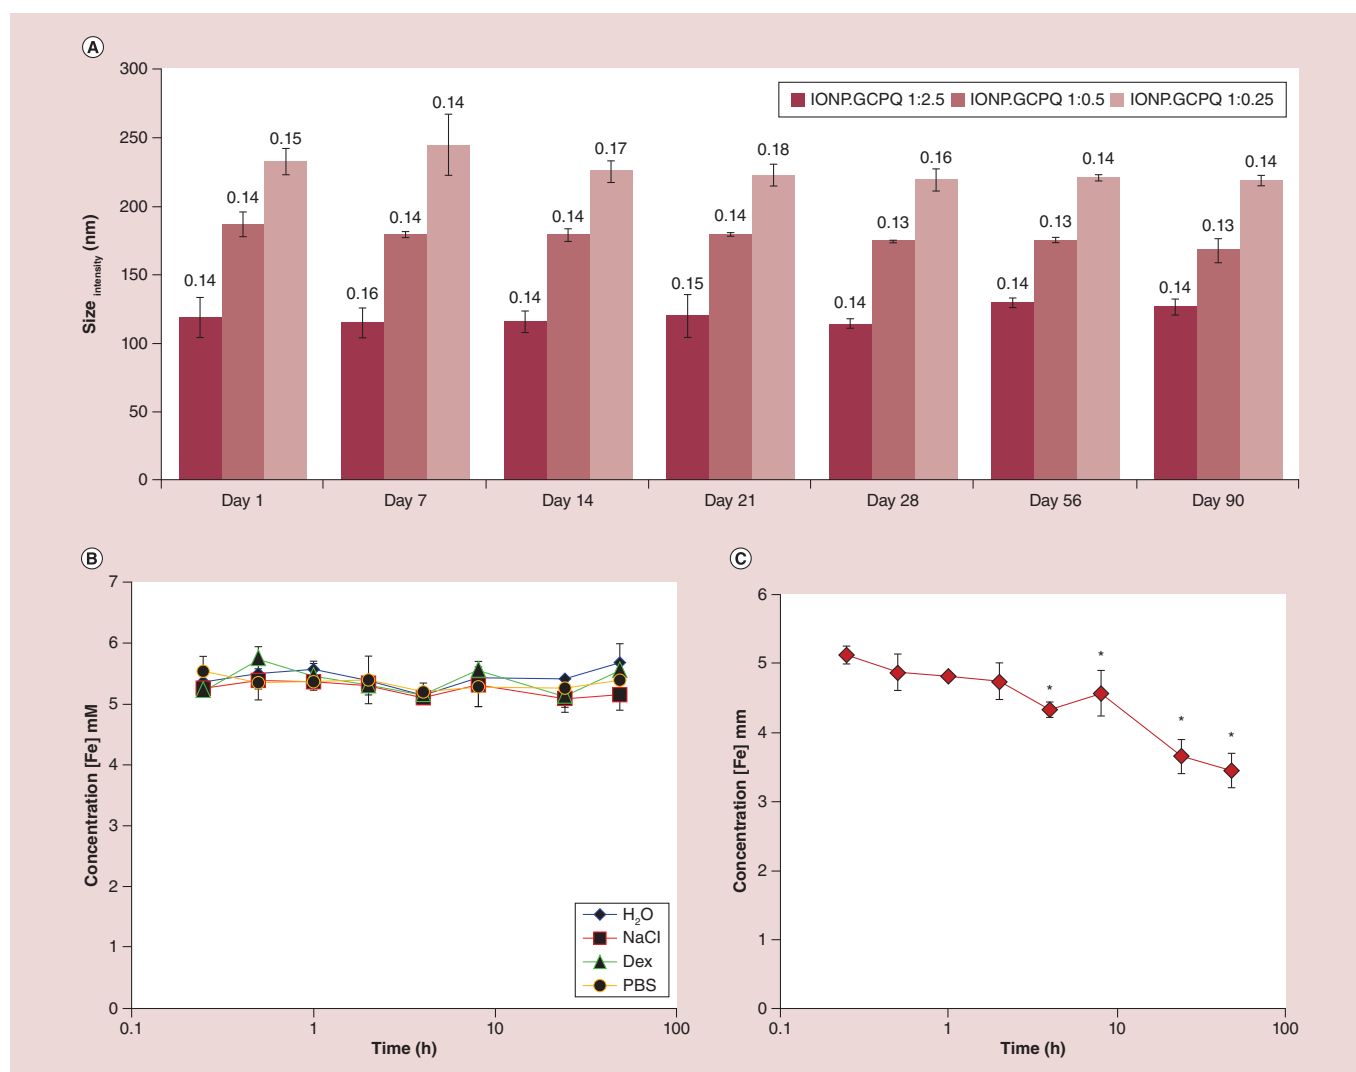 A
300
250
200
150
100
50
0
Size intensity (nm)
IONP.GCPQ 1:2.5 IONP.GCPQ 1:0.5 IONP.GCPQ 1:0.25
0.14 0.14 0.15
0.16 0.14 0.14
0.14 0.14 0.17
0.15 0.14 0.18
0.14 0.13 0.16
0.14 0.13 0.14
0.14 0.13 0.14
Day 1 Day 7 Day 14 Day 21 Day 28 Day 56 Day 90
B
7
6
5
4
3
2
1
0
Concentration [Fe] mM
H2O
NaCl
Dex
PBS
0.1 1 10 100
Time (h)
C
6
5
4
3
2
1
0
Concentration [Fe] mm
* * * *
0.1 1 10 100
Time (h)